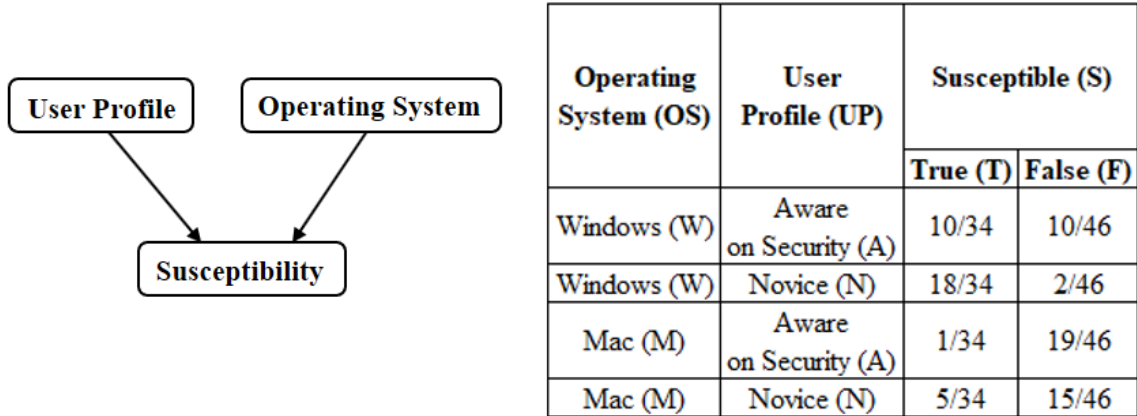 User Profile
Operating System
Susceptibility
Operating
System (OS)
User
Profile (UP)
Susceptible (S)
True (T) False (F)
Windows (W) Aware
on Security (A) 10/34 10/46
Windows (W) Novice (N) 18/34 2/46
Mac (M) Aware
on Security (A) 1/34 19/46
Mac (M) Novice (N) 5/34 15/46